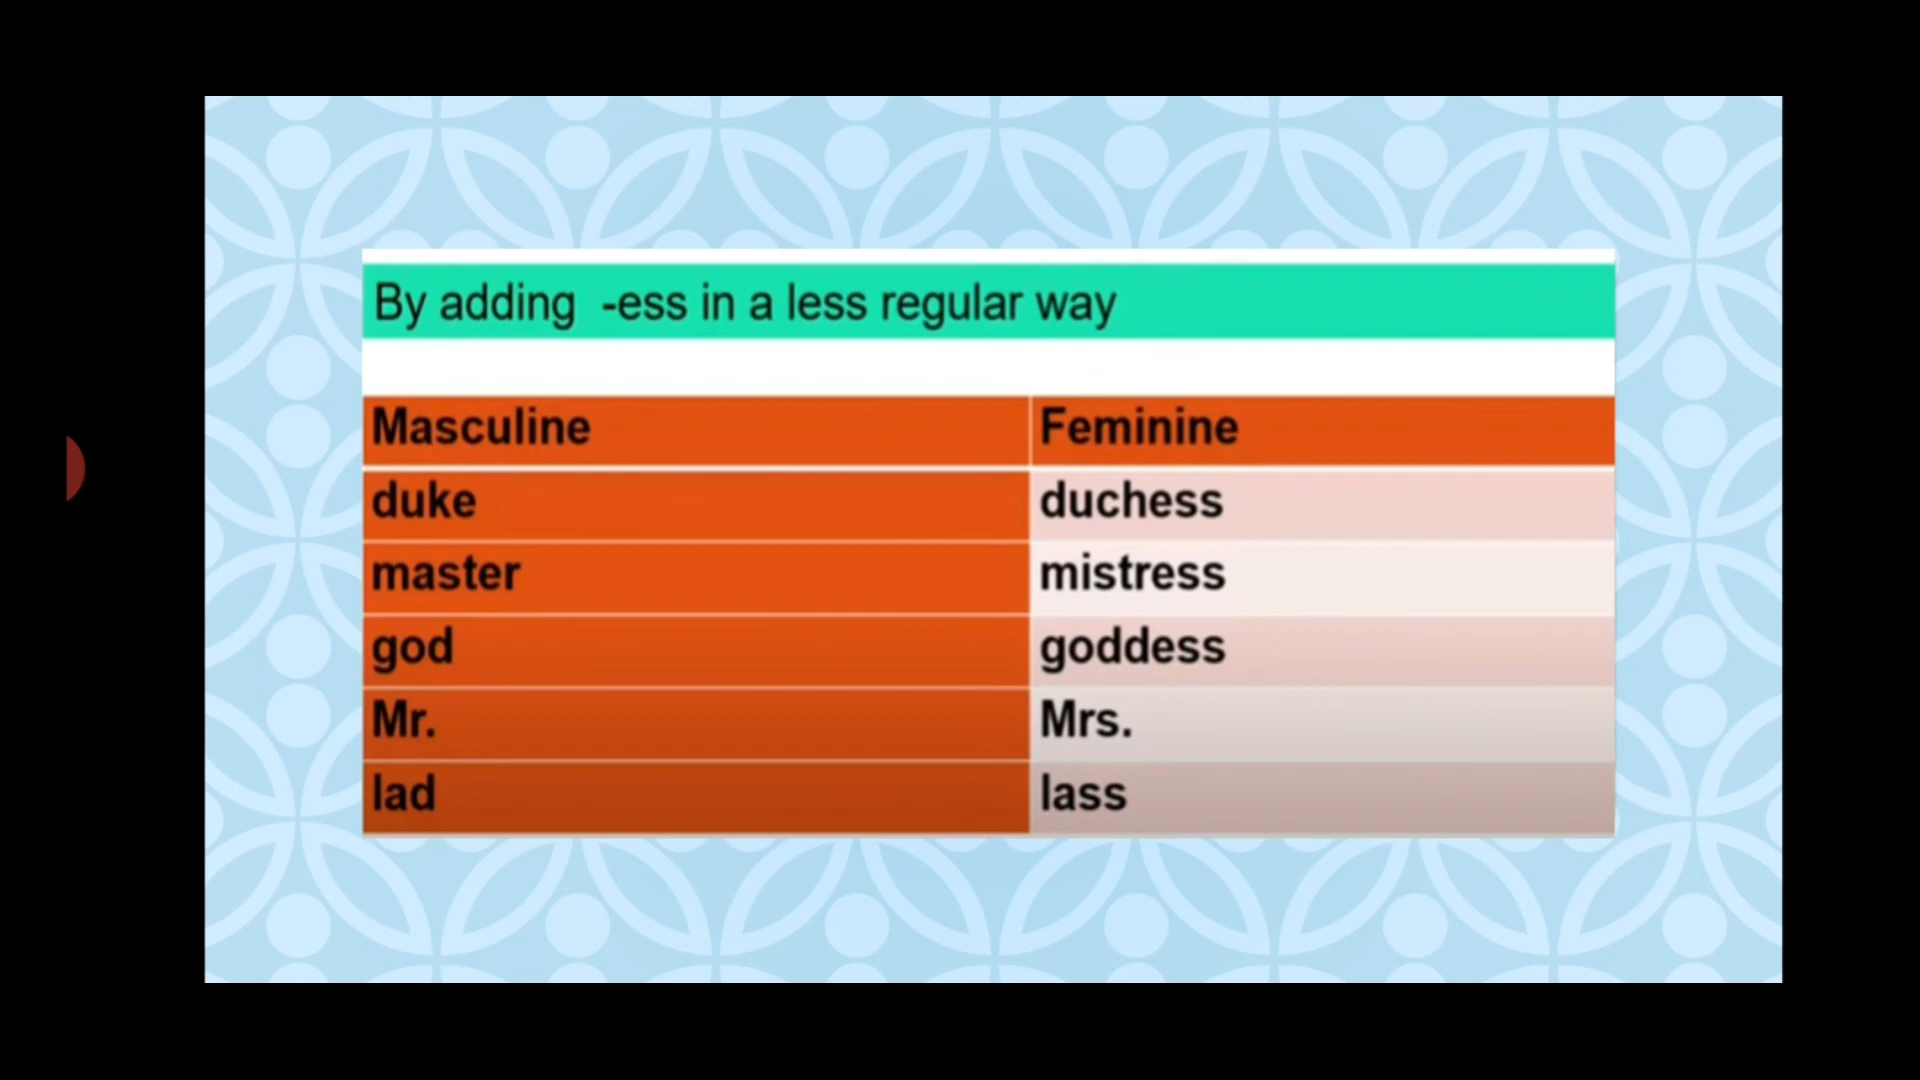 By adding -ess in a less regular way
Masculine Feminine
duke duchess
master mistress
god goddess
Mr. Mrs.
lad lass